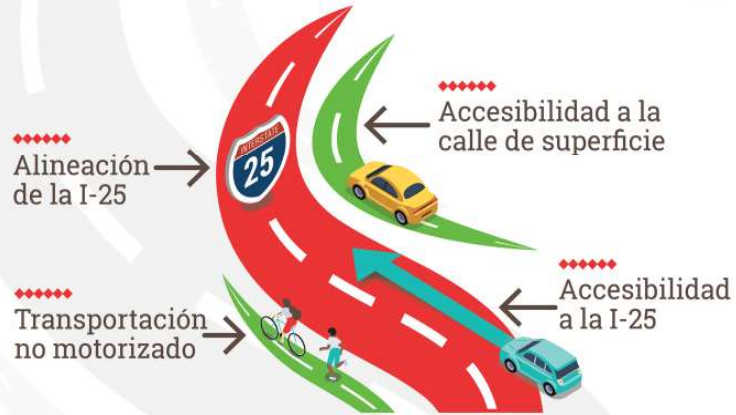 Accesibilidad a la
calle de superficie
INTERSTATE
25
Alineación
de la I-25
Accesibilidad
a la I-25
Transportación
no motorizado